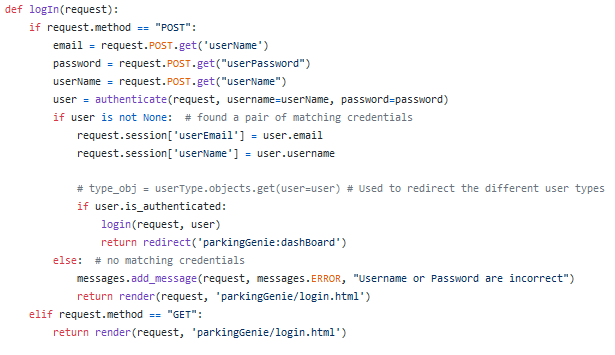 def logIn(request):
    if request.method == "POST":
        email = request.POST.get('userName')
        password = request.POST.get("userPassword")
        userName = request.POST.get("userName")
        user = authenticate(request, username=userName, password=password)
        if user is not None:  # found a pair of matching credentials
            request.session['userEmail'] = user.email
            request.session['userName'] = user.username

            # type_obj = userType.objects.get(user=user) # Used to redirect the different user types
            if user.is_authenticated:
                login(request, user)
                return redirect('parkingGenie:dashBoard')
        else:  # no matching credentials
            messages.add_message(request, messages.ERROR, "Username or Password are incorrect")
            return render(request, 'parkingGenie/login.html')
    elif request.method == "GET":
        return render(request, 'parkingGenie/login.html')